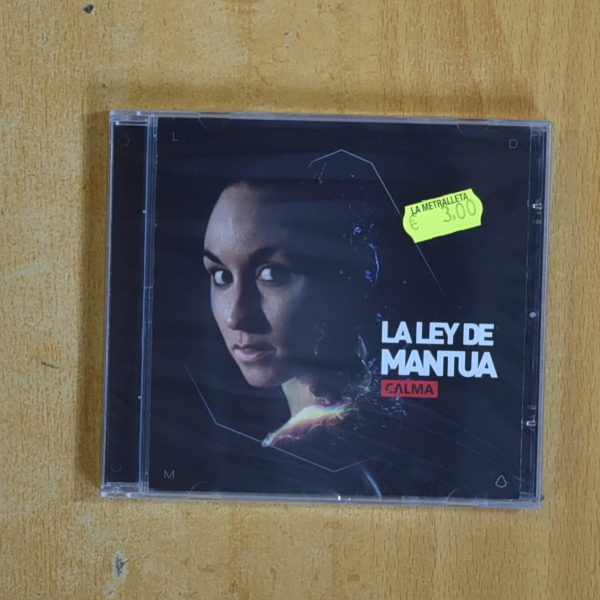 L D
LA METRALLETA
€ 3,00
LA LEY DE
MANTUA
CALMA
M